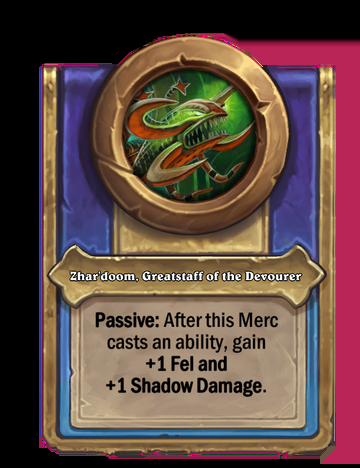 Zhar'doom, Greatstaff of the Devourer
Passive: After this Merc
casts an ability, gain
+1 Fel and
+1 Shadow Damage.